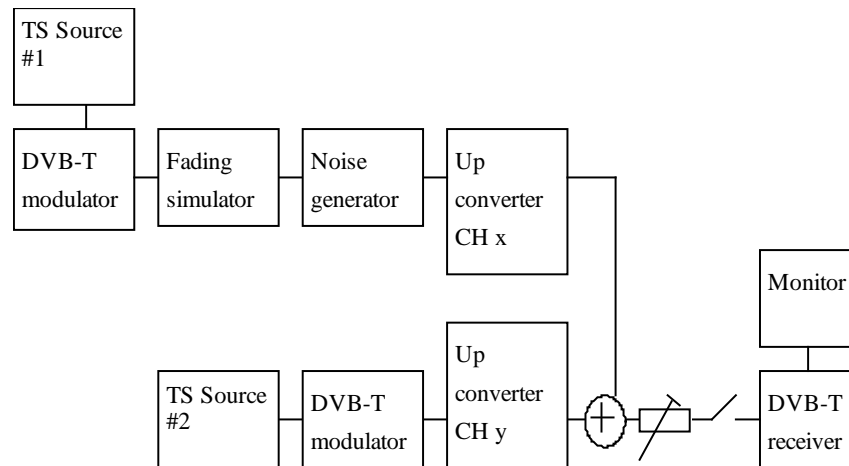 TS Source
#1
DVB-T
modulator
Fading
simulator
Noise
generator
Up
converter
CH x
Monitor
TS Source
#2
DVB-T
modulator
Up
converter
CH y
+
DVB-T
receiver